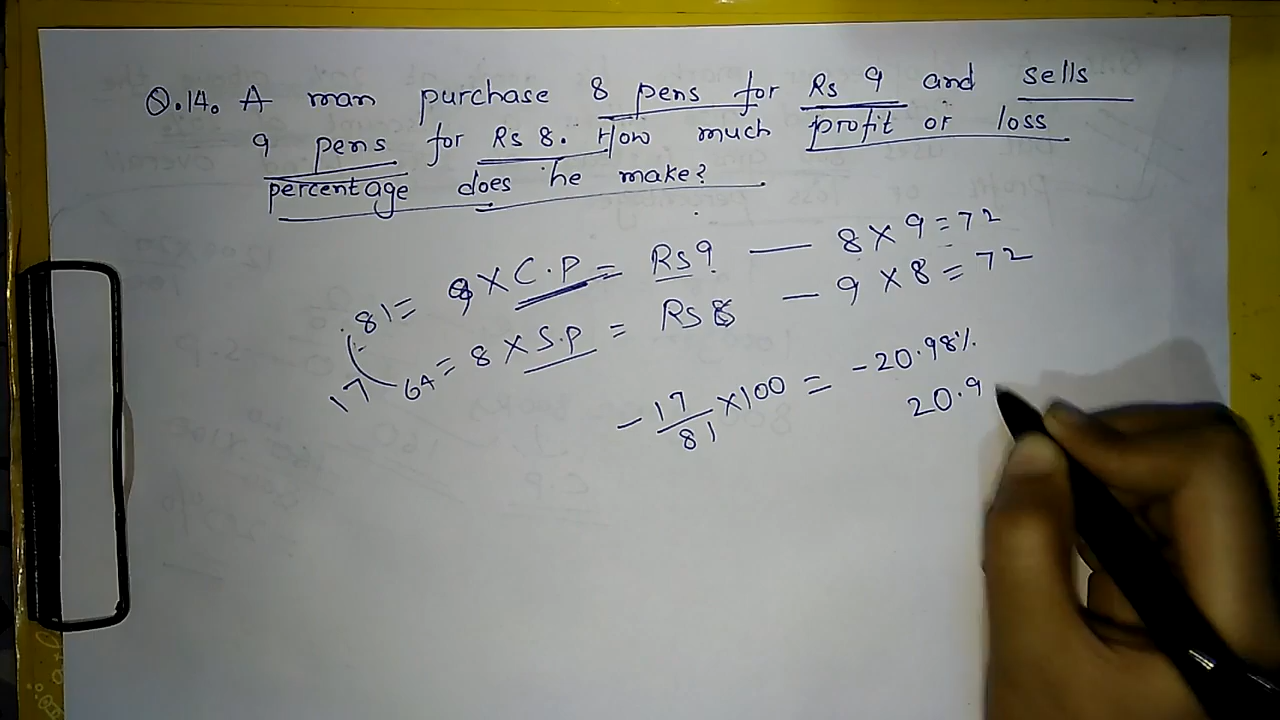 Q.14. A man purchase 8 pens for Rs 9 and sells
9 pens for Rs 8. How much profit or loss
percentage does he make?
81 = 9 X C.P = Rs 9 — 8 X 9 = 72
17 64 = 8 X S.P = Rs 8 — 9 X 8 = 72
- 17/81 X 100 = - 20.98%
20.9